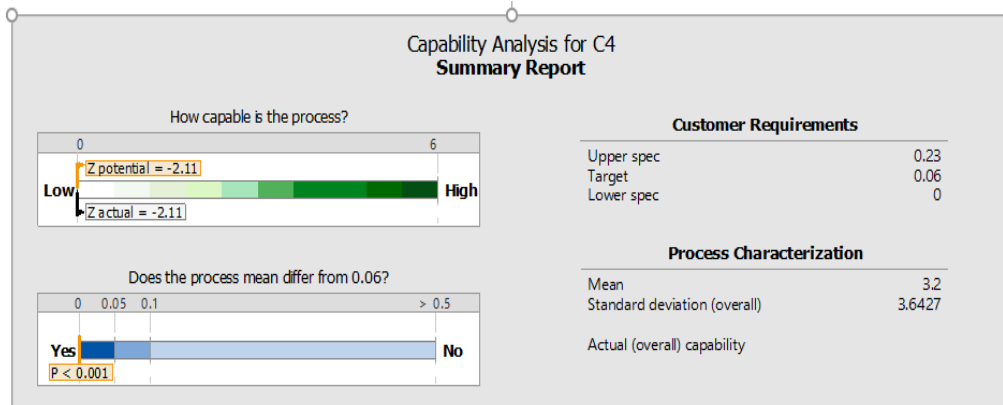 Capability Analysis for C4
Summary Report
How capable is the process?
0 6
Z potential = -2.11
Low High
Z actual = -2.11
Does the process mean differ from 0.06?
0 0.05 0.1 > 0.5
Yes No
P < 0.001
Customer Requirements
Upper spec 0.23
Target 0.06
Lower spec 0
Process Characterization
Mean 3.2
Standard deviation (overall) 3.6427
Actual (overall) capability